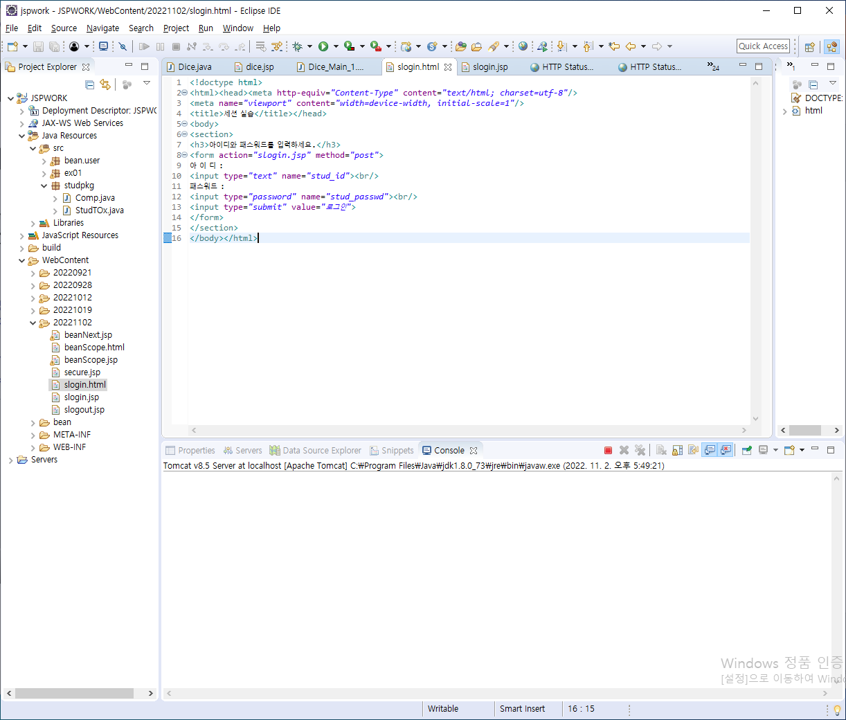 jspwork - JSPWORK/WebContent/20221102/slogin.html - Eclipse IDE
File Edit Source Navigate Search Project Run Window Help
Quick Access
Project Explorer
JSPWORK
Deployment Descriptor: JSPWO
JAX-WS Web Services
Java Resources
src
bean.user
ex01
studpkg
Comp.java
StudTOx.java
Libraries
JavaScript Resources
build
WebContent
20220921
20220928
20221012
20221019
20221102
beanNext.jsp
beanScope.html
beanScope.jsp
secure.jsp
slogin.html
slogin.jsp
slogout.jsp
bean
META-INF
WEB-INF
Servers
Dice.java dice.jsp Dice_Main_1.... slogin.html slogin.jsp HTTP Status... HTTP Status... »24
1 <!doctype html>
2 <html><head><meta http-equiv="Content-Type" content="text/html; charset=utf-8"/>
3 <meta name="viewport" content="width=device-width, initial-scale=1"/>
4 <title>세션 실습</title></head>
5 <body>
6 <section>
7 <h3>아이디와 패스워드를 입력하세요.</h3>
8 <form action="slogin.jsp" method="post">
9 아 이 디 :
10 <input type="text" name="stud_id"><br/>
11 패스워드 :
12 <input type="password" name="stud_passwd"><br/>
13 <input type="submit" value="로그인">
14 </form>
15 </section>
16 </body></html>
»1
DOCTYPE:
html
Properties Servers Data Source Explorer Snippets Console
Tomcat v8.5 Server at localhost [Apache Tomcat] C:₩Program Files₩Java₩jdk1.8.0_73₩jre₩bin₩javaw.exe (2022. 11. 2. 오후 5:49:21)
Windows 정품 인증
[설정]으로 이동하여 Wind
Writable Smart Insert 16 : 15